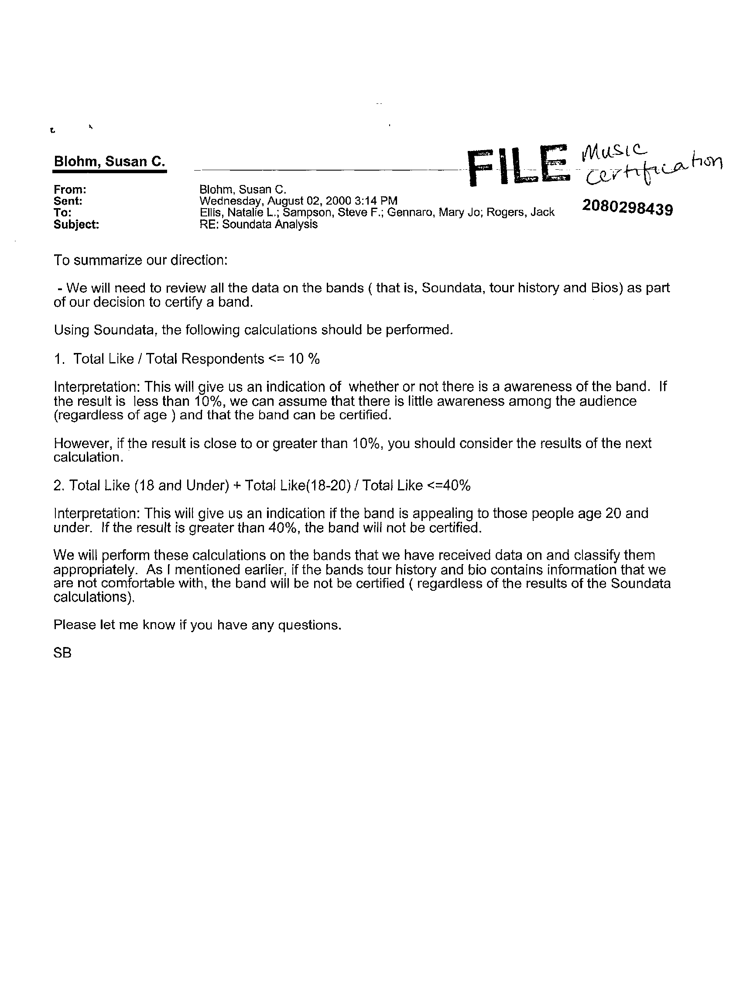 FILE Music
certification
Blohm, Susan C.
From: Blohm, Susan C.
Sent: Wednesday, August 02, 2000 3:14 PM
To: Ellis, Natalie L.; Sampson, Steve F.; Gennaro, Mary Jo; Rogers, Jack
Subject: RE: Soundata Analysis
2080298439
To summarize our direction:
- We will need to review all the data on the bands ( that is, Soundata, tour history and Bios) as part
of our decision to certify a band.
Using Soundata, the following calculations should be performed.
1. Total Like / Total Respondents <= 10 %
Interpretation: This will give us an indication of whether or not there is a awareness of the band. If
the result is less than 10%, we can assume that there is little awareness among the audience
(regardless of age ) and that the band can be certified.
However, if the result is close to or greater than 10%, you should consider the results of the next
calculation.
2. Total Like (18 and Under) + Total Like(18-20) / Total Like <=40%
Interpretation: This will give us an indication if the band is appealing to those people age 20 and
under. If the result is greater than 40%, the band will not be certified.
We will perform these calculations on the bands that we have received data on and classify them
appropriately. As I mentioned earlier, if the bands tour history and bio contains information that we
are not comfortable with, the band will be not be certified ( regardless of the results of the Soundata
calculations).
Please let me know if you have any questions.
SB